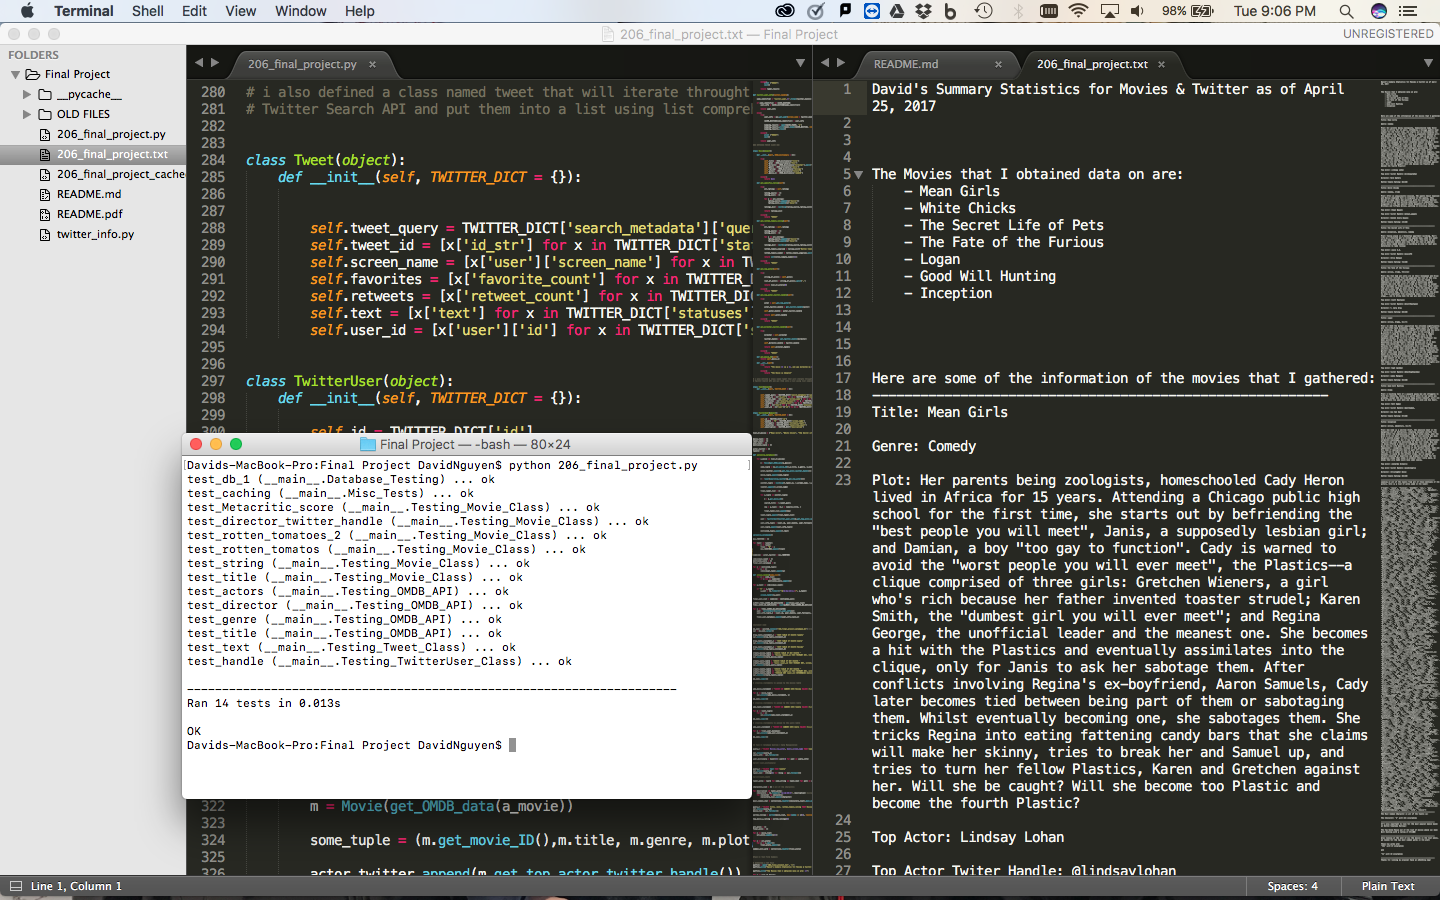 Terminal Shell Edit View Window Help 98% Tue 9:06 PM
206_final_project.txt — Final Project UNREGISTERED
FOLDERS
Final Project
__pycache__
OLD FILES
206_final_project.py
206_final_project.txt
206_final_project_cache
README.md
README.pdf
twitter_info.py
206_final_project.py ×
280 # i also defined a class named tweet that will iterate throught
281 # Twitter Search API and put them into a list using list compre
282
283
284 class Tweet(object):
285 def __init__(self, TWITTER_DICT = {}):
286
287
288 self.tweet_query = TWITTER_DICT['search_metadata']['que
289 self.tweet_id = [x['id_str'] for x in TWITTER_DICT['sta
290 self.screen_name = [x['user']['screen_name'] for x in T
291 self.favorites = [x['favorite_count'] for x in TWITTER_
292 self.retweets = [x['retweet_count'] for x in TWITTER_DI
293 self.text = [x['text'] for x in TWITTER_DICT['statuses'
294 self.user_id = [x['user']['id'] for x in TWITTER_DICT['
295
296
297 class TwitterUser(object):
298 def __init__(self, TWITTER_DICT = {}):
299
300 self.id = TWITTER_DICT['id']
Final Project — -bash — 80×24
Davids-MacBook-Pro:Final Project DavidNguyen$ python 206_final_project.py
test_db_1 (__main__.Database_Testing) ... ok
test_caching (__main__.Misc_Tests) ... ok
test_Metacritic_score (__main__.Testing_Movie_Class) ... ok
test_director_twitter_handle (__main__.Testing_Movie_Class) ... ok
test_rotten_tomatoes_2 (__main__.Testing_Movie_Class) ... ok
test_rotten_tomatos (__main__.Testing_Movie_Class) ... ok
test_string (__main__.Testing_Movie_Class) ... ok
test_title (__main__.Testing_Movie_Class) ... ok
test_actors (__main__.Testing_OMDB_API) ... ok
test_director (__main__.Testing_OMDB_API) ... ok
test_genre (__main__.Testing_OMDB_API) ... ok
test_title (__main__.Testing_OMDB_API) ... ok
test_text (__main__.Testing_Tweet_Class) ... ok
test_handle (__main__.Testing_TwitterUser_Class) ... ok
----------------------------------------------------------------------
Ran 14 tests in 0.013s
OK
Davids-MacBook-Pro:Final Project DavidNguyen$
322 m = Movie(get_OMDB_data(a_movie))
323
324 some_tuple = (m.get_movie_ID(),m.title, m.genre, m.plot
325
326 actor_twitter.append(m.get_top_actor_twitter_handle())
README.md × 206_final_project.txt ×
1 David's Summary Statistics for Movies & Twitter as of April
25, 2017
2
3
4
5 The Movies that I obtained data on are:
6 - Mean Girls
7 - White Chicks
8 - The Secret Life of Pets
9 - The Fate of the Furious
10 - Logan
11 - Good Will Hunting
12 - Inception
13
14
15
16
17 Here are some of the information of the movies that I gathered:
18 ---------------------------------------------------------
19 Title: Mean Girls
20
21 Genre: Comedy
22
23 Plot: Her parents being zoologists, homeschooled Cady Heron
lived in Africa for 15 years. Attending a Chicago public high
school for the first time, she starts out by befriending the
"best people you will meet", Janis, a supposedly lesbian girl;
and Damian, a boy "too gay to function". Cady is warned to
avoid the "worst people you will ever meet", the Plastics--a
clique comprised of three girls: Gretchen Wieners, a girl
who's rich because her father invented toaster strudel; Karen
Smith, the "dumbest girl you will ever meet"; and Regina
George, the unofficial leader and the meanest one. She becomes
a hit with the Plastics and eventually assimilates into the
clique, only for Janis to ask her sabotage them. After
conflicts involving Regina's ex-boyfriend, Aaron Samuels, Cady
later becomes tied between being part of them or sabotaging
them. Whilst eventually becoming one, she sabotages them. She
tricks Regina into eating fattening candy bars that she claims
will make her skinny, tries to break her and Samuel up, and
tries to turn her fellow Plastics, Karen and Gretchen against
her. Will she be caught? Will she become too Plastic and
become the fourth Plastic?
24
25 Top Actor: Lindsay Lohan
26
27 Top Actor Twiter Handle: @lindsaylohan
Line 1, Column 1 Spaces: 4 Plain Text